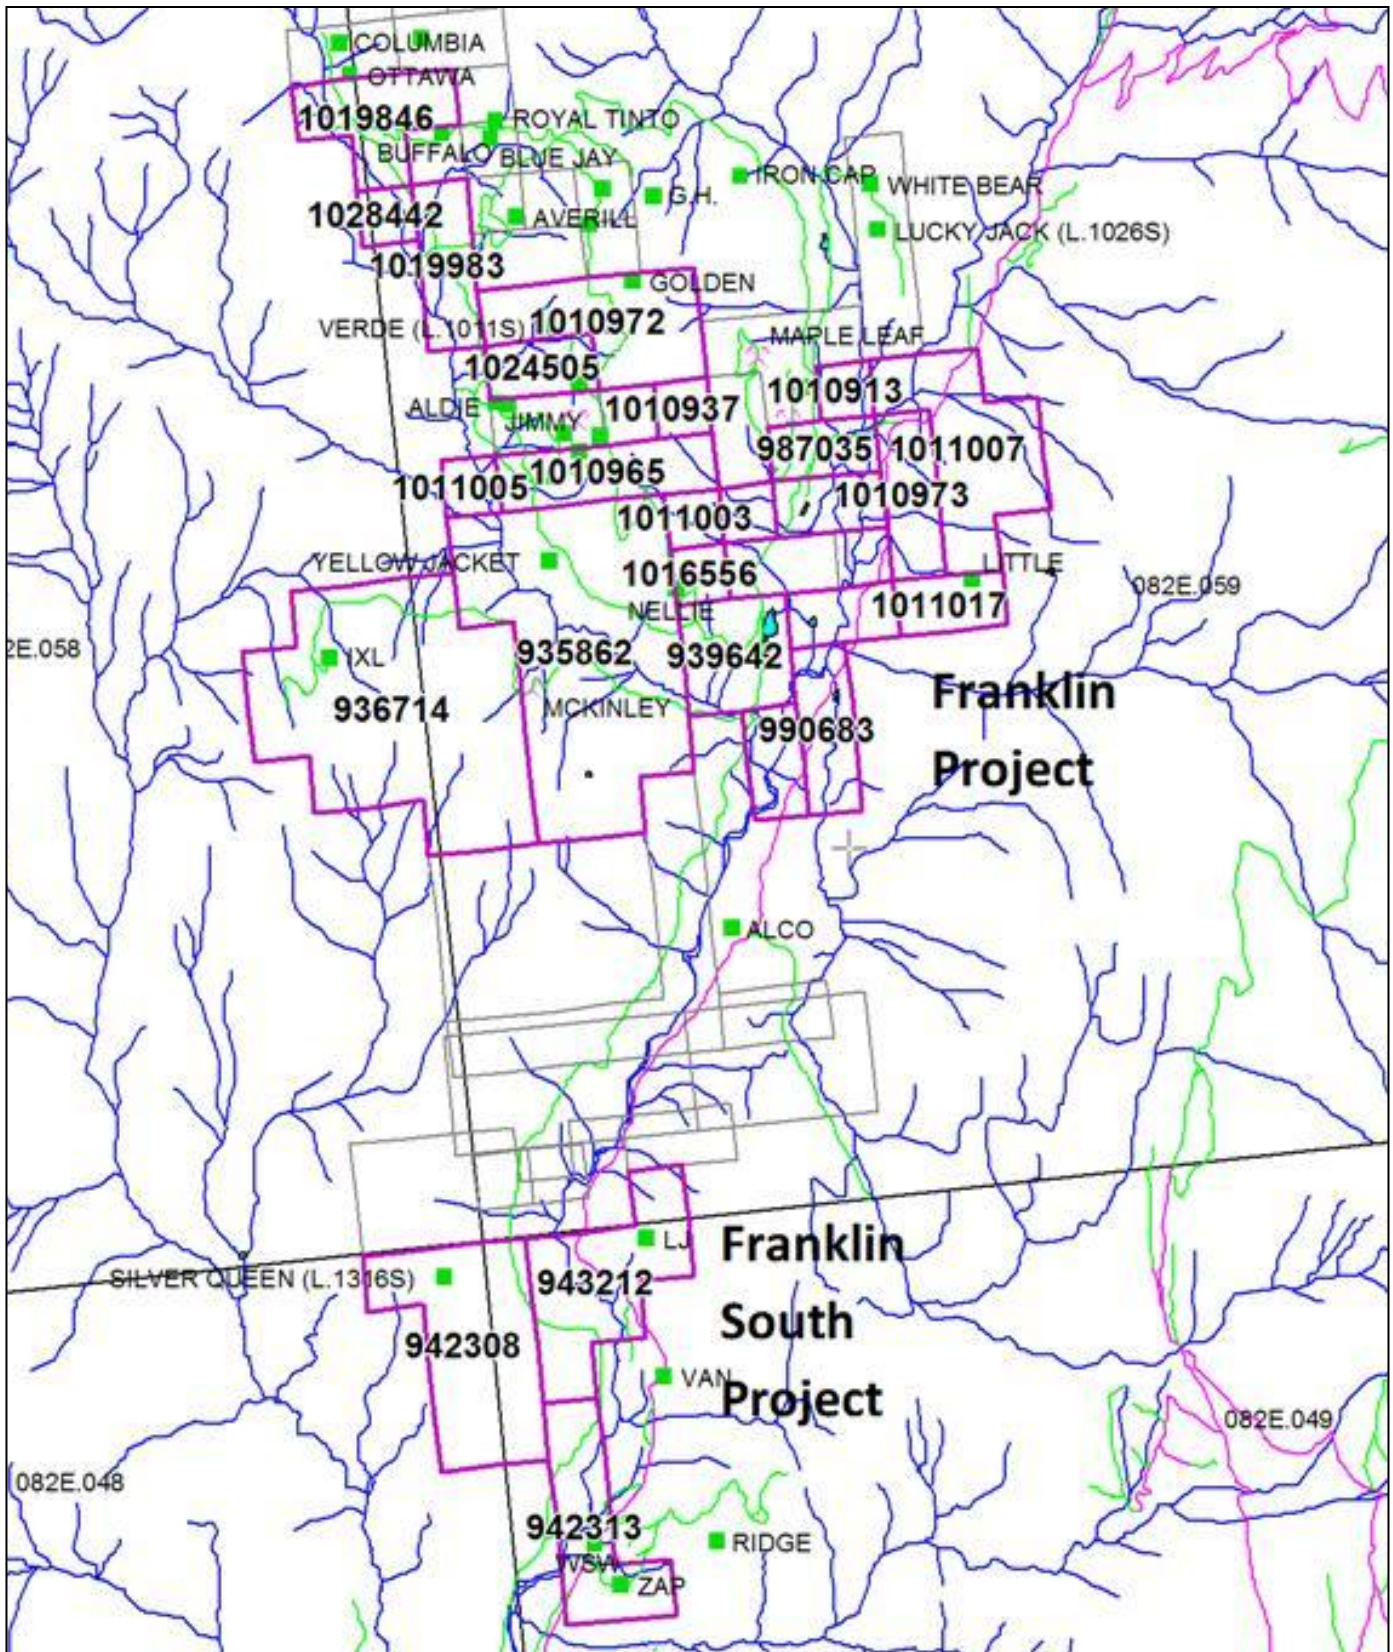 COLUMBIA
OTTAWA
1019846
ROYAL TINTO
BUFFALO
BLUE JAY
IRON CAP
WHITE BEAR
G.H.
1028442
AVERILL
LUCKY JACK (L.1026S)
1019983
GOLDEN
VERDE (L.1011S)
1010972
MAPLE LEAF
1024505
1010913
ALDIE
JIMMY
1010937
987035
1011007
1010965
1011005
1010973
1011003
YELLOW JACKET
1016556
LITTLE
082E.059
NELLIE
1011017
2E.058
IXL
935862
939642
936714
MCKINLEY
990683
Franklin
Project
ALCO
LJ
Franklin
South
Project
SILVER QUEEN (L.1316S)
943212
942308
VAN
082E.049
082E.048
942313
RIDGE
ZAP